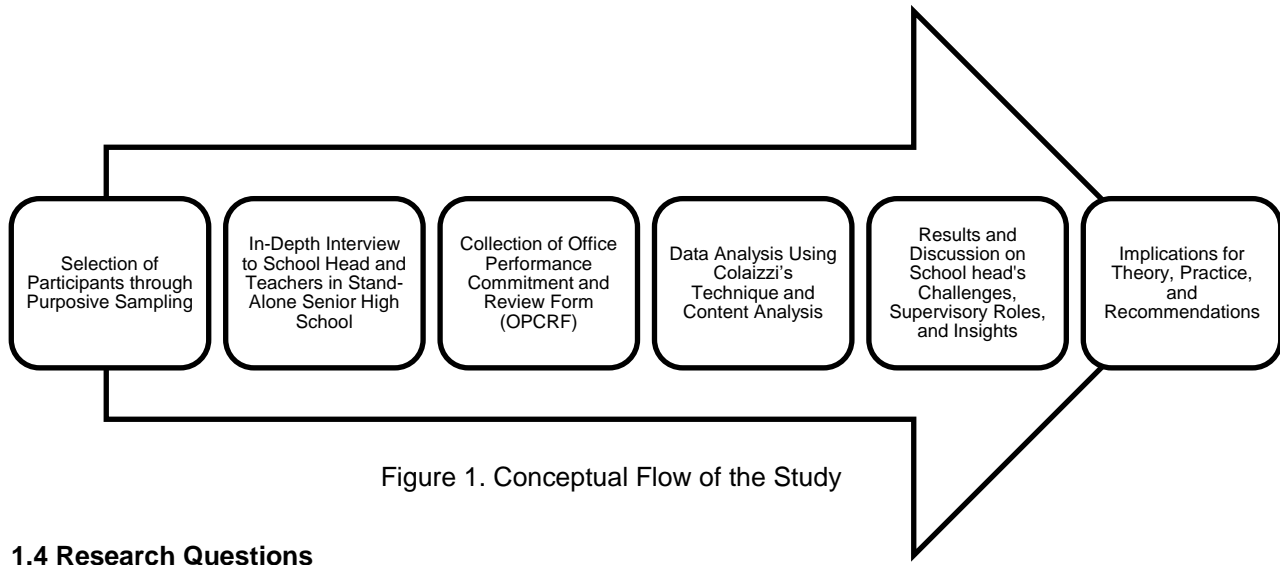 Selection of
Participants through
Purposive Sampling
In-Depth Interview
to School Head and
Teachers in Stand-
Alone Senior High
School
Collection of Office
Performance
Commitment and
Review Form
(OPCRF)
Data Analysis Using
Colaizzi's
Technique and
Content Analysis
Results and
Discussion on
School head's
Challenges,
Supervisory Roles,
and Insights
Implications for
Theory, Practice,
and
Recommendations
Figure 1. Conceptual Flow of the Study
1.4 Research Questions